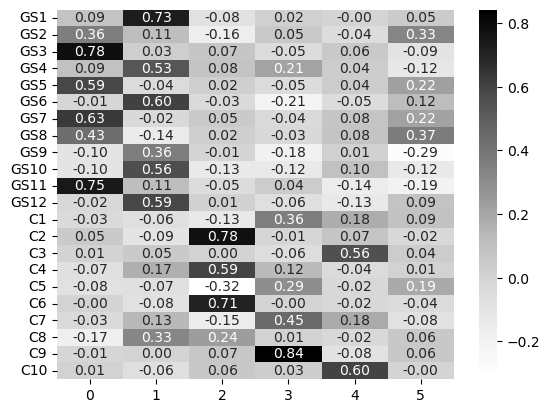 GS1 0.09 0.73 -0.08 0.02 -0.00 0.05
GS2 0.36 0.11 -0.16 0.05 -0.04 0.33
GS3 0.78 0.03 0.07 -0.05 0.06 -0.09
GS4 0.09 0.53 0.08 0.21 0.04 -0.12
GS5 0.59 -0.04 0.02 -0.05 0.04 0.22
GS6 -0.01 0.60 -0.03 -0.21 -0.05 0.12
GS7 0.63 -0.02 0.05 -0.04 0.08 0.22
GS8 0.43 -0.14 0.02 -0.03 0.08 0.37
GS9 -0.10 0.36 -0.01 -0.18 0.01 -0.29
GS10 -0.10 0.56 -0.13 -0.12 0.10 -0.12
GS11 0.75 0.11 -0.05 0.04 -0.14 -0.19
GS12 -0.02 0.59 0.01 -0.06 -0.13 0.09
C1 -0.03 -0.06 -0.13 0.36 0.18 0.09
C2 0.05 -0.09 0.78 -0.01 0.07 -0.02
C3 0.01 0.05 0.00 -0.06 0.56 0.04
C4 -0.07 0.17 0.59 0.12 -0.04 0.01
C5 -0.08 -0.07 -0.32 0.29 -0.02 0.19
C6 -0.00 -0.08 0.71 -0.00 -0.02 -0.04
C7 -0.03 0.13 -0.15 0.45 0.18 -0.08
C8 -0.17 0.33 0.24 0.01 -0.02 0.06
C9 -0.01 0.00 0.07 0.84 -0.08 0.06
C10 0.01 -0.06 0.06 0.03 0.60 -0.00
0 1 2 3 4 5
0.8
0.6
0.4
0.2
0.0
-0.2